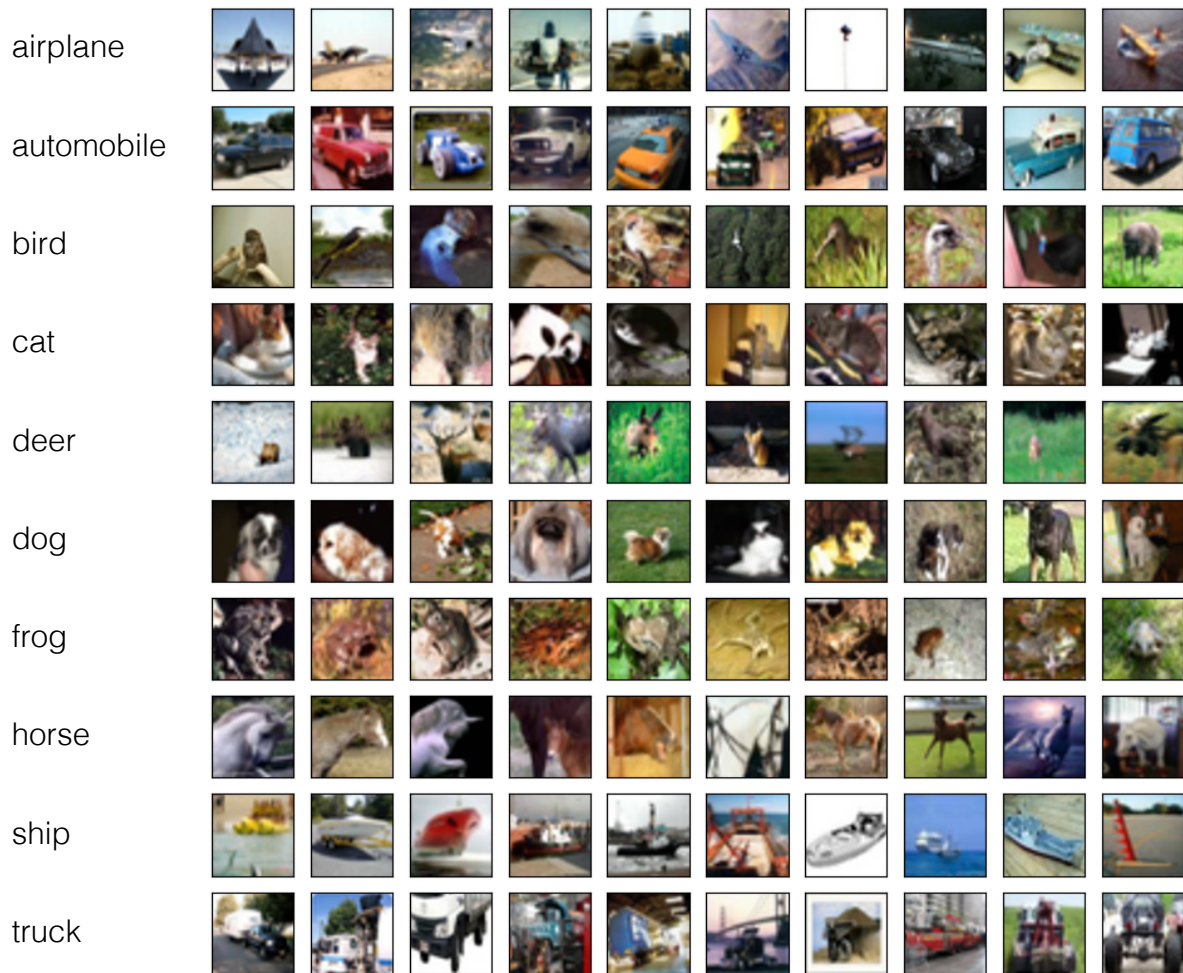 airplane
automobile
bird
cat
deer
dog
frog
horse
ship
truck